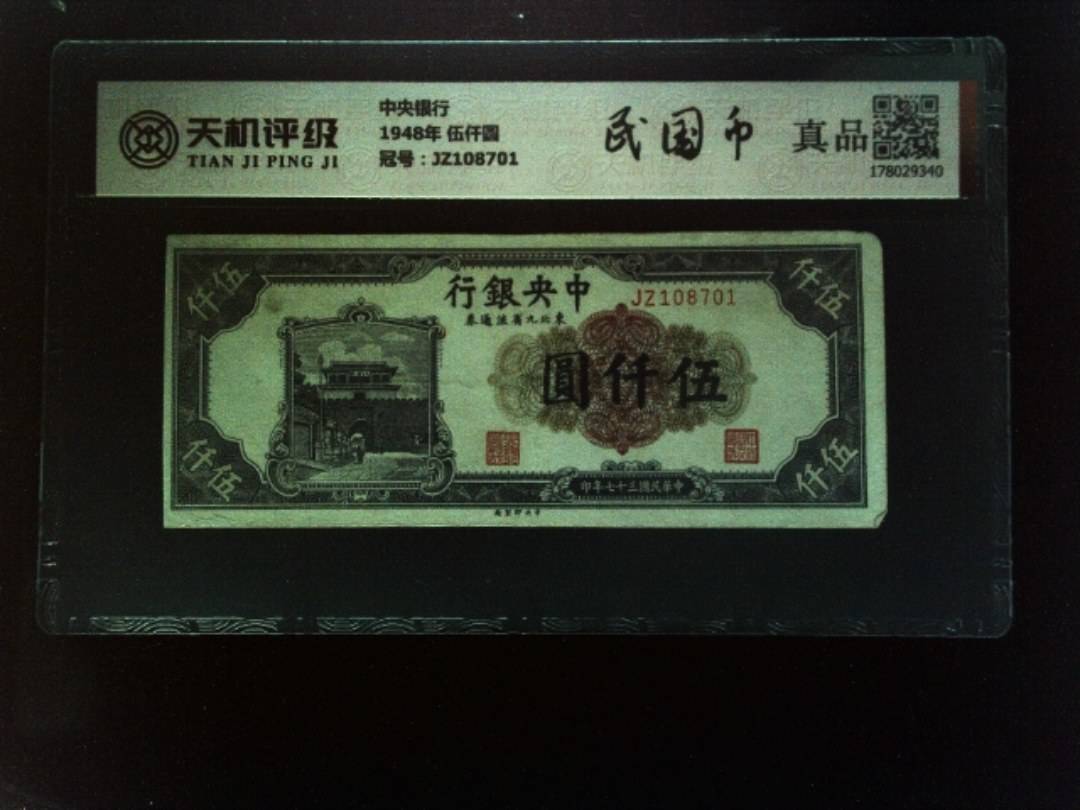 天机评级
TIAN JI PING JI
中央银行
1948年 伍仟圓
冠号：JZ108701
民国币
真品
178029340
仟伍
仟伍
行銀央中
JZ108701
券通流省九北東
圓仟伍
仟伍
仟伍
印年七十三國民華中